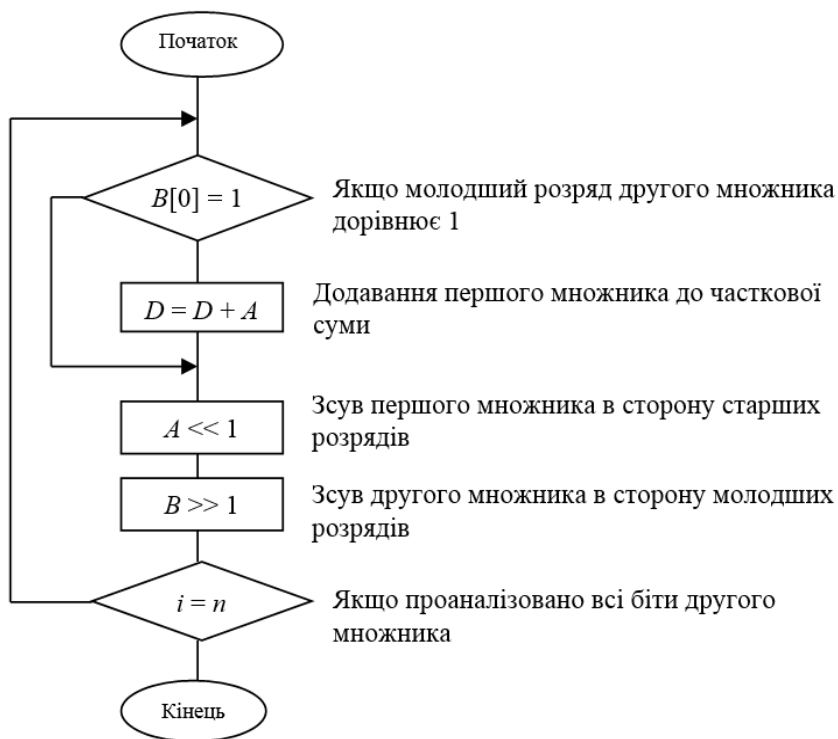 Початок
B[0] = 1
Якщо молодший розряд другого множника
дорівнює 1
D = D + A
Додавання першого множника до часткової
суми
A << 1
Зсув першого множника в сторону старших
розрядів
B >> 1
Зсув другого множника в сторону молодших
розрядів
i = n
Якщо проаналізовано всі біти другого
множника
Кінець